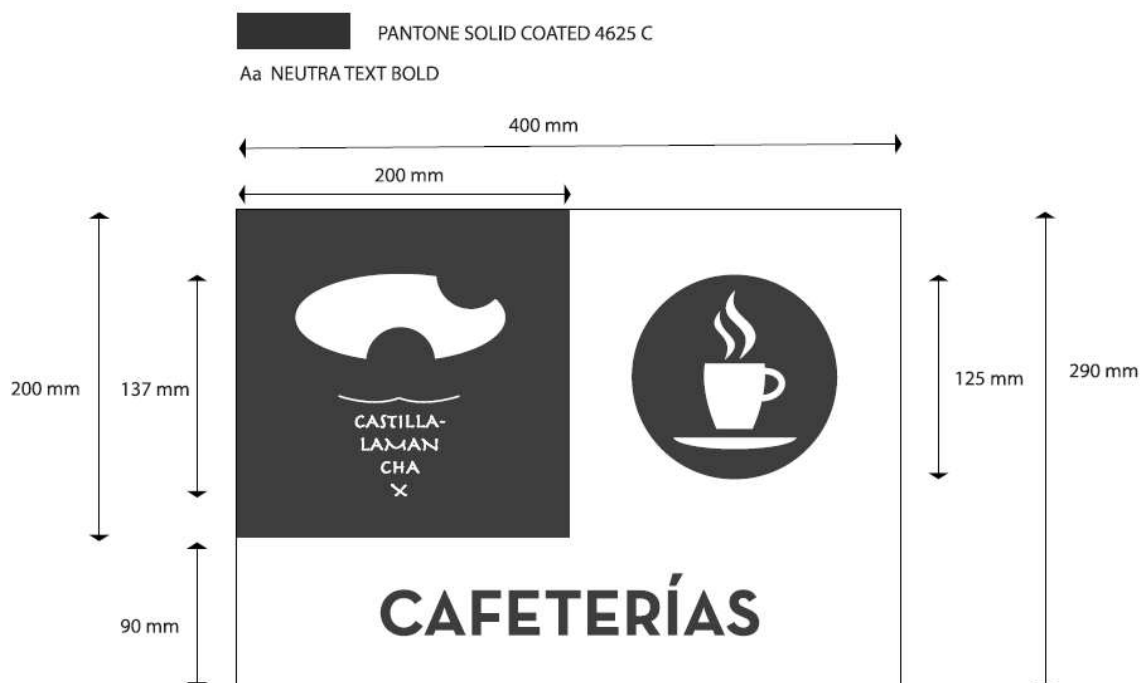 PANTONE SOLID COATED 4625 C
Aa NEUTRA TEXT BOLD
400 mm
200 mm
200 mm
137 mm
CASTILLA-
LAMAN
CHA
X
125 mm
290 mm
90 mm
CAFETERÍAS